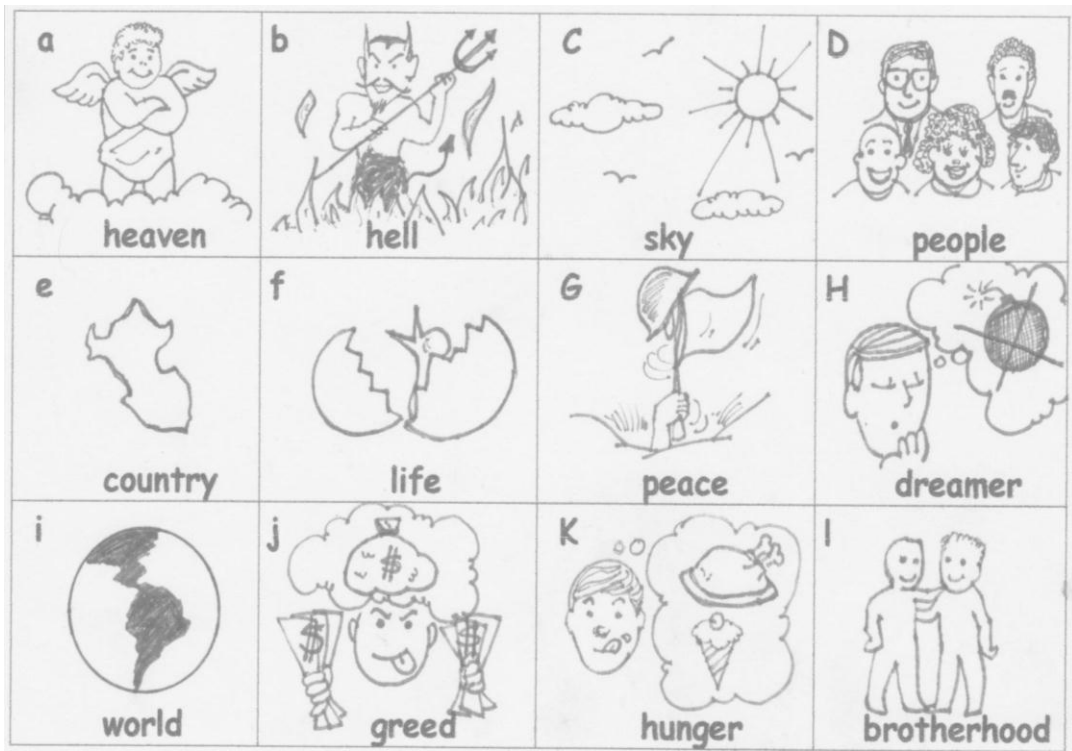 a
heaven
b
hell
C
sky
D
people
e
country
f
life
G
peace
H
dreamer
i
world
j
$
$
$
greed
K
hunger
l
brotherhood